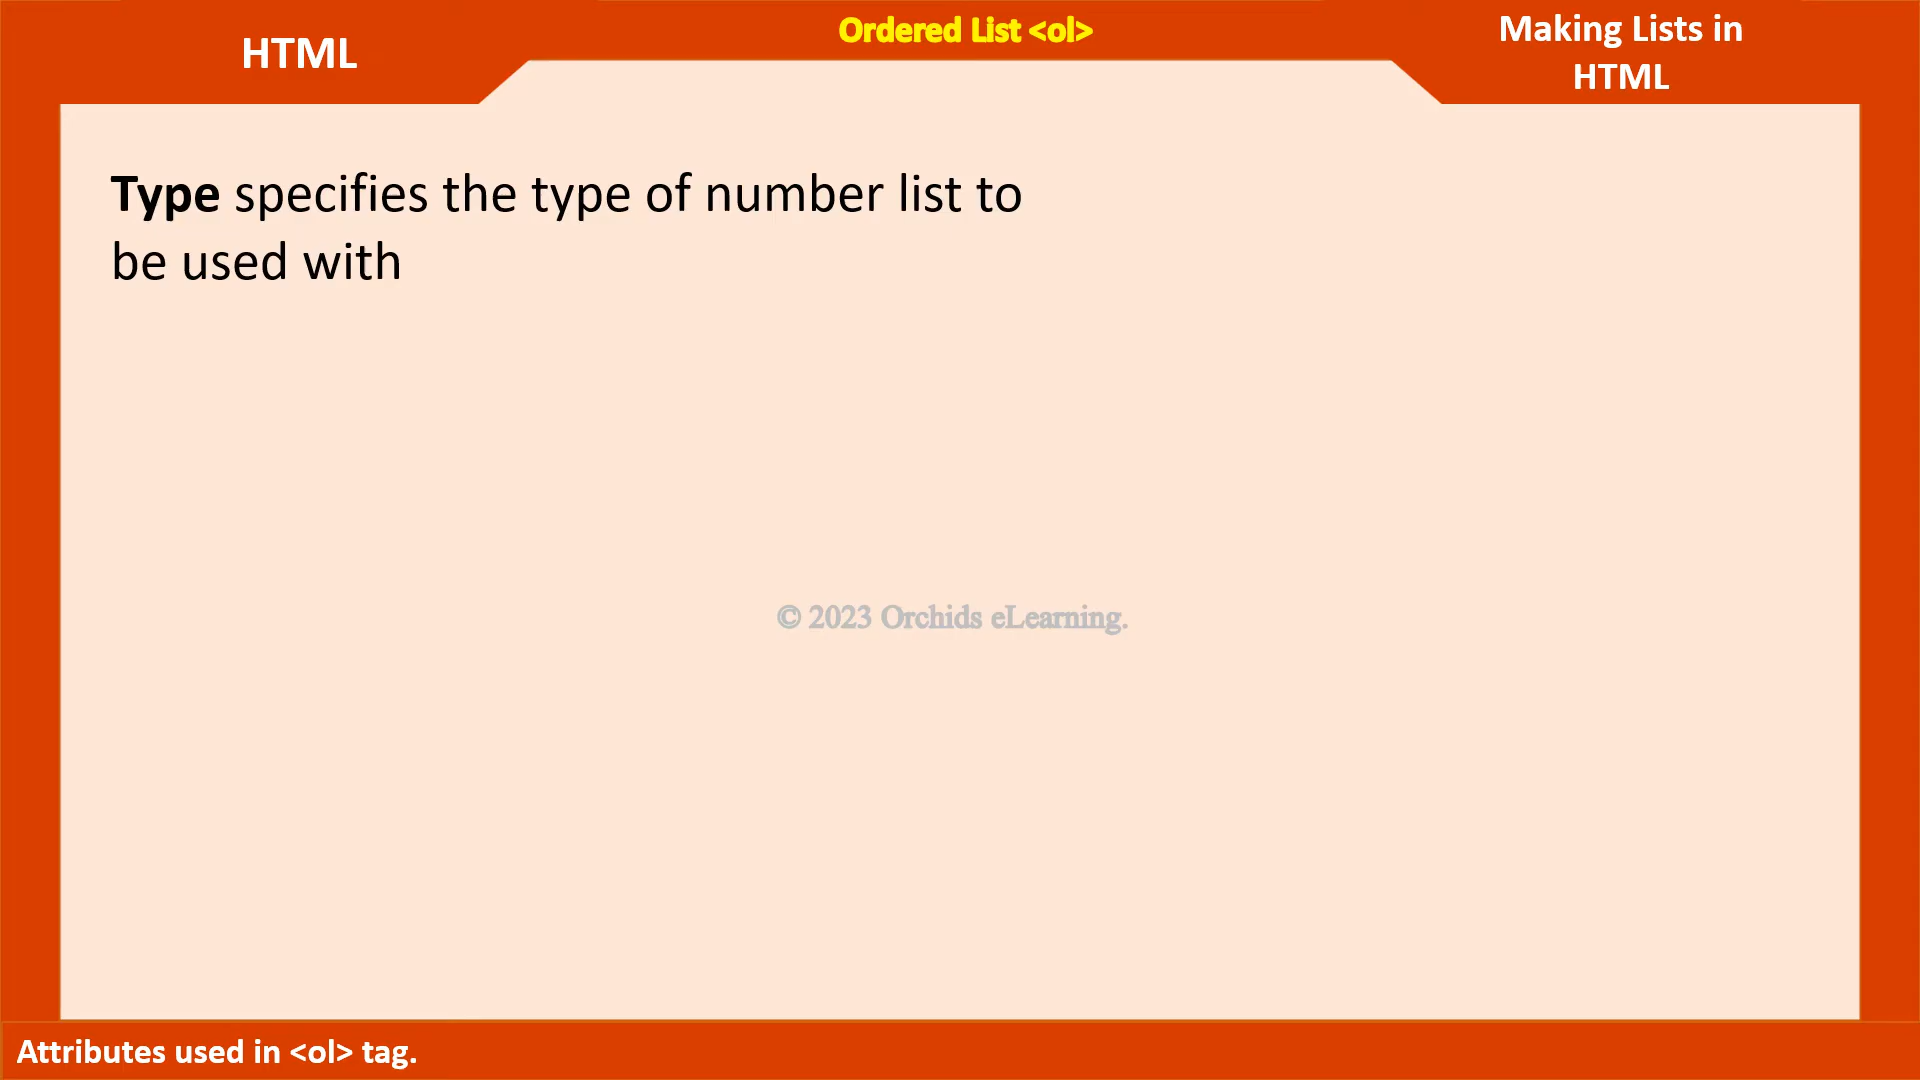 HTML
Ordered List <ol>
Making Lists in
HTML
Type specifies the type of number list to
be used with
© 2023 Orchids eLearning.
Attributes used in <ol> tag.